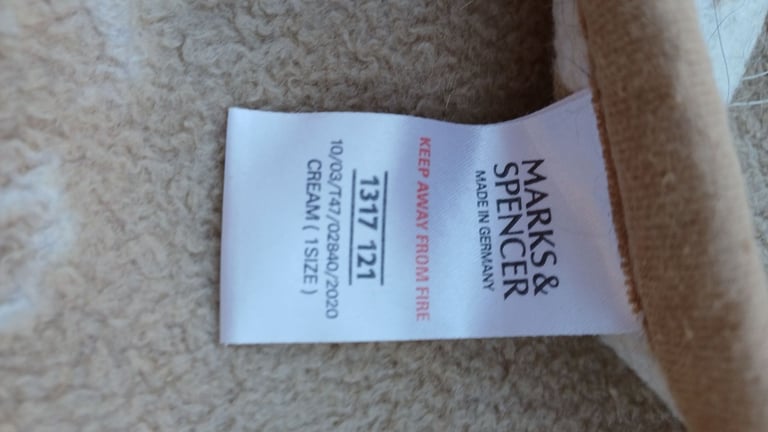 MARKS &
SPENCER
MADE IN GERMANY
KEEP AWAY FROM FIRE
1317 121
10/03/T47/02840/2020
CREAM ( 1SIZE )